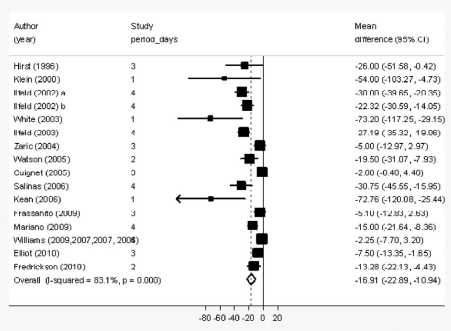 Author Study Mean
(year) period_days difference (95% CI)
Hirst (1996) 3 -26.00 (-51.58, -0.42)
Klein (2000) 1 -54.00 (-103.27, -4.73)
Ilfeld (2002) a 4 -30.00 (-39.65, -20.35)
Ilfeld (2002) b 4 -22.32 (-30.59, -14.05)
White (2003) 1 -73.20 (-117.25, -29.15)
Ilfeld (2003) 4 -27.19 (-35.32, -19.06)
Zaric (2004) 3 -5.00 (-12.97, 2.97)
Watson (2005) 2 -19.50 (-31.07, -7.93)
Cuignet (2005) 3 -2.00 (-0.40, 4.40)
Salinas (2006) 4 -30.75 (-45.55, -15.95)
Kean (2006) 1 -72.76 (-120.08, -25.44)
Frassanito (2009) 3 -5.10 (-12.83, 2.63)
Mariano (2009) 4 -15.00 (-21.64, -8.36)
Williams (2009,2007,2007, 2006) -2.25 (-7.70, 3.20)
Elliot (2010) 3 -7.50 (-13.35, -1.65)
Fredrickson (2010) 2 -13.28 (-22.13, -4.43)
Overall (I-squared = 83.1%, p = 0.000) -16.91 (-22.89, -10.94)
-80 -60 -40 -20 0 20